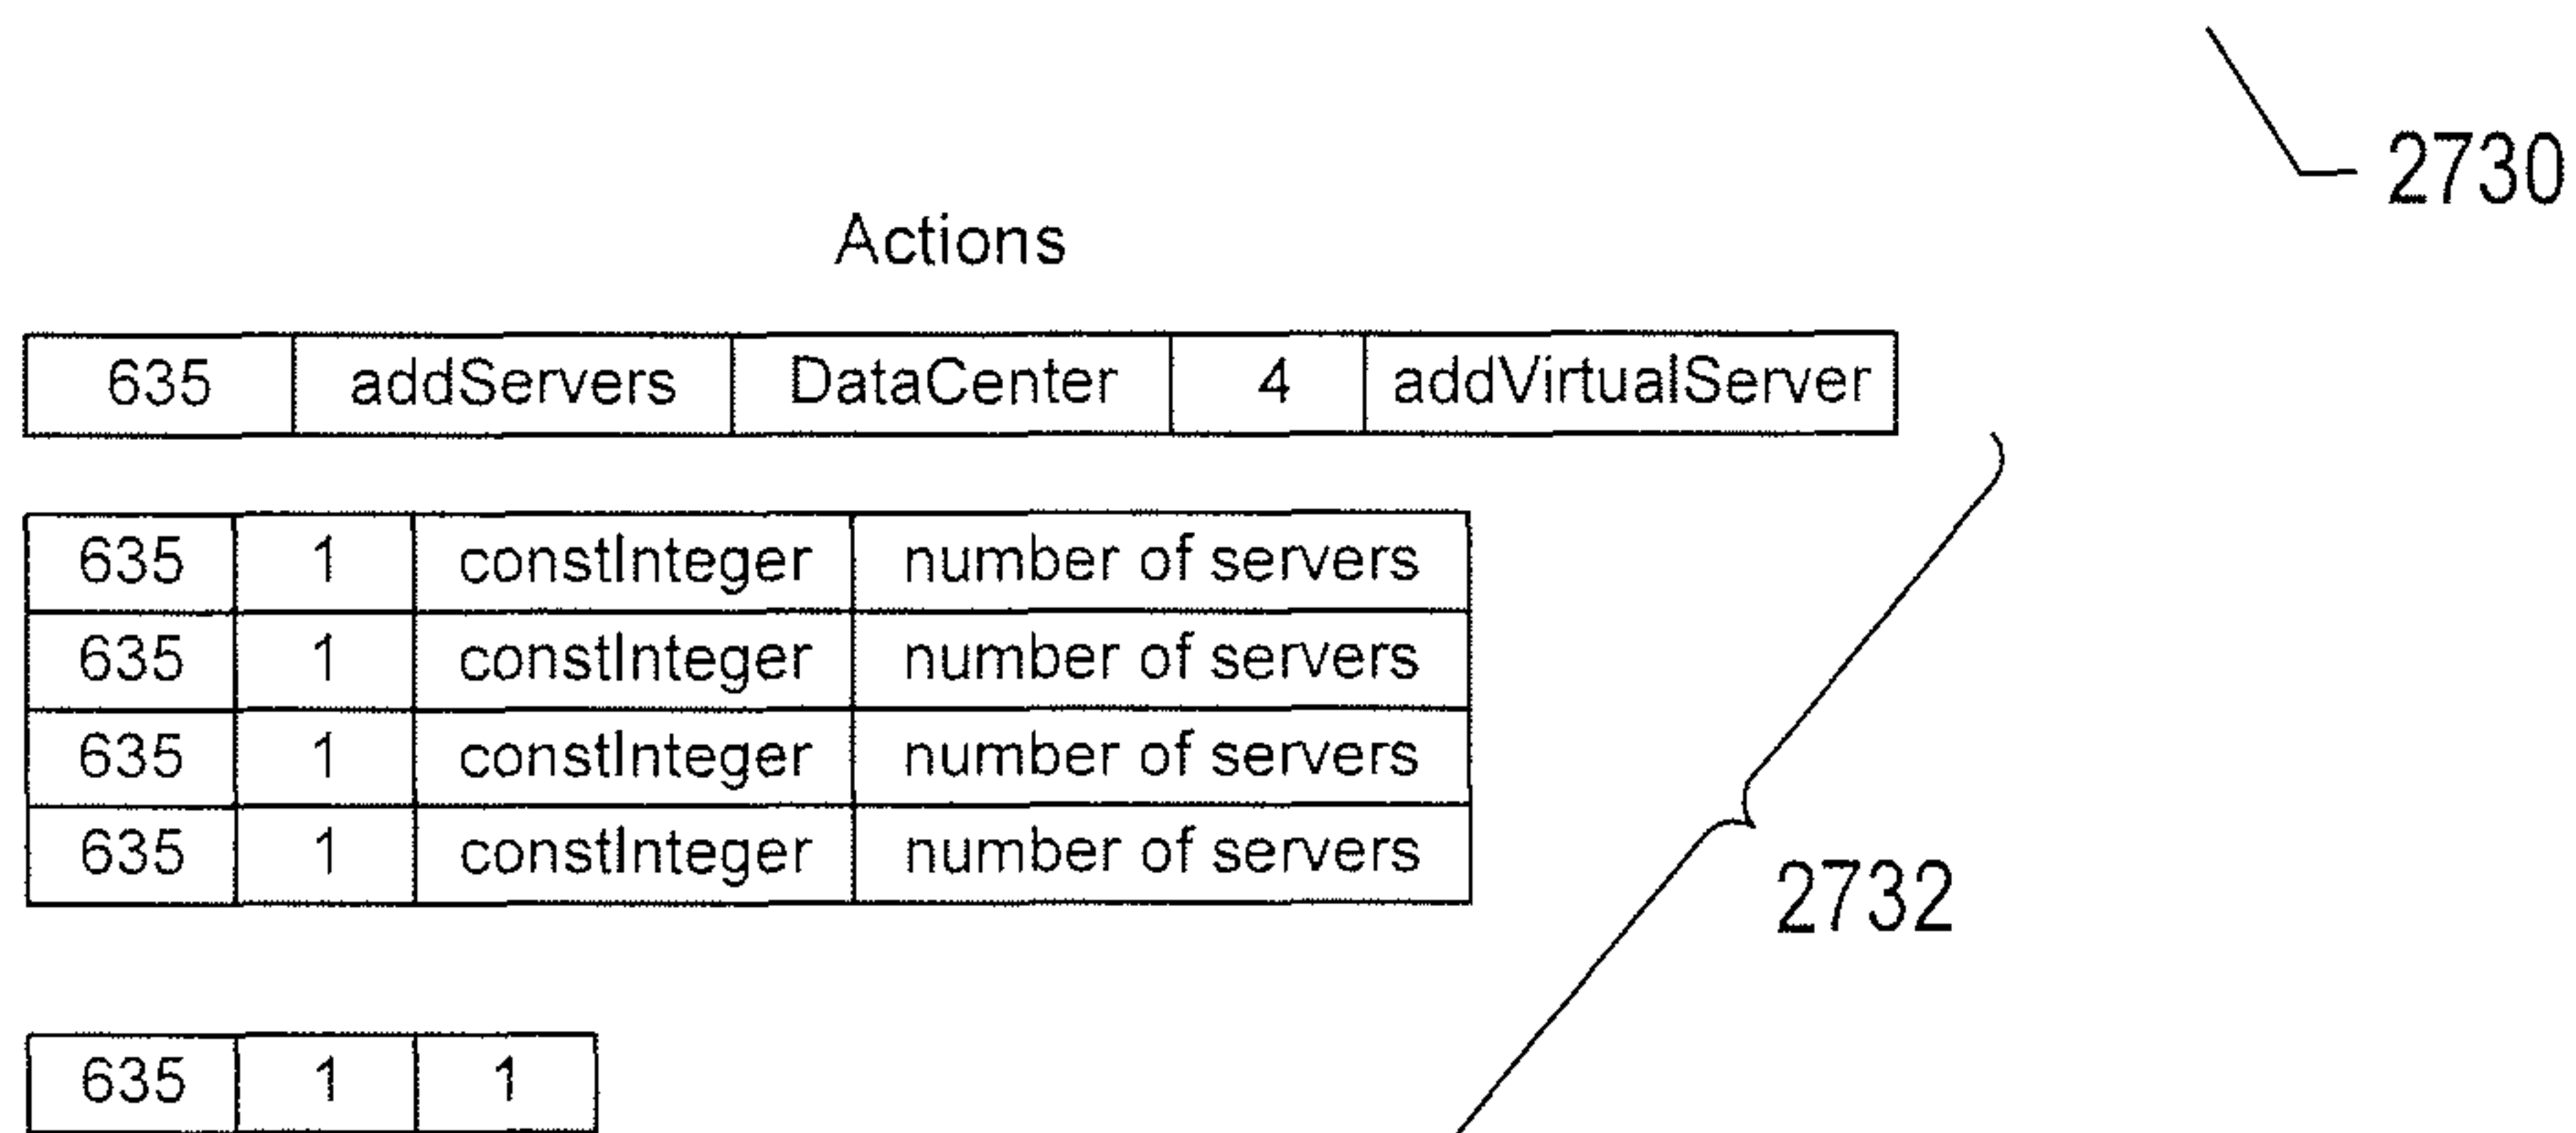 2730
Actions
635 addServers DataCenter 4 addVirtualServer
635 1 constInteger number of servers
635 1 constInteger number of servers
635 1 constInteger number of servers
635 1 constInteger number of servers
2732
635 1 1